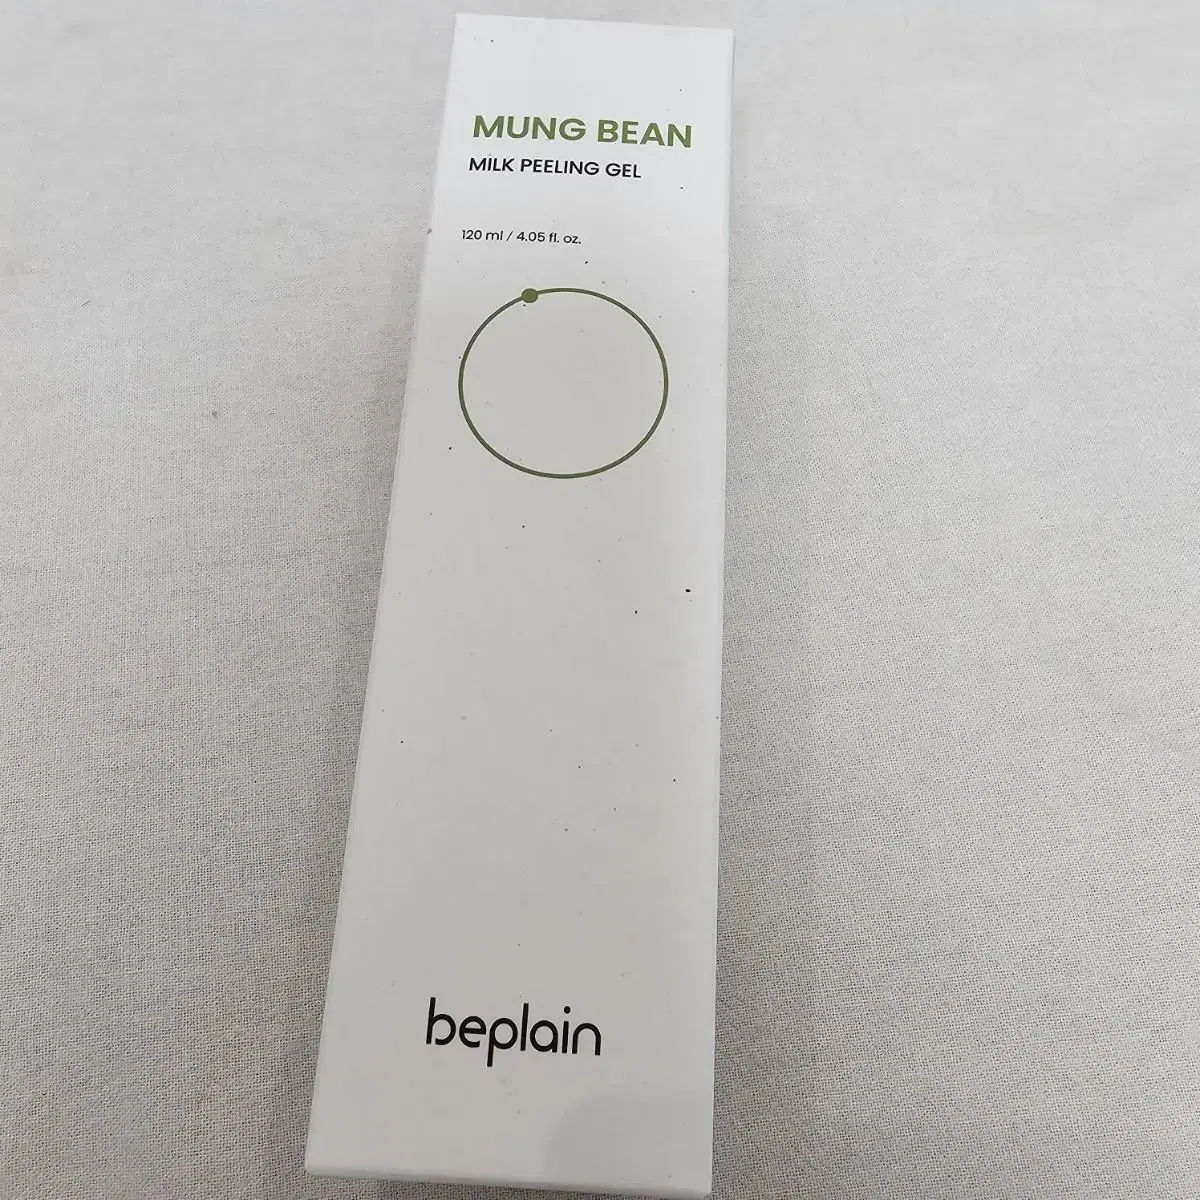 MUNG BEAN
MILK PEELING GEL
120 ml / 4.05 fl. oz.
beplain